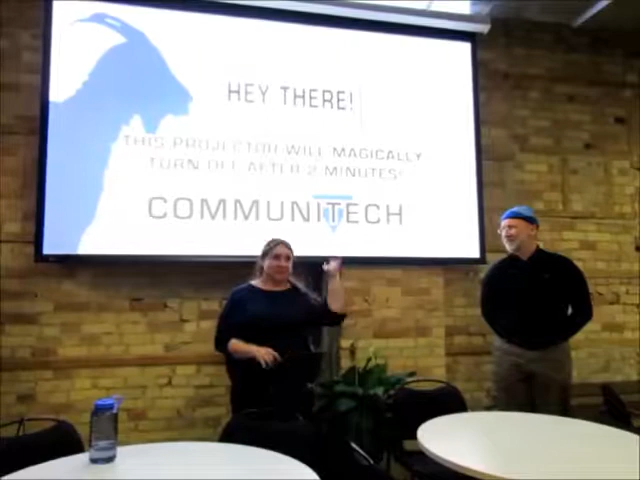 HEY THERE!
THIS PROJECTOR WILL MAGICALLY
TURN OFF AFTER 2 MINUTES
COMMUNITECH